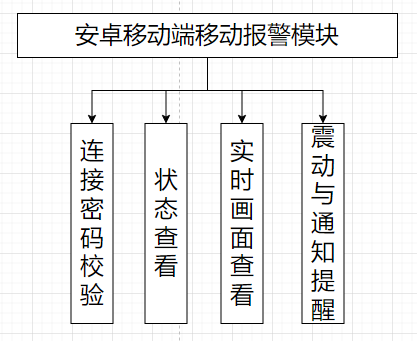 安卓移动端移动报警模块
连接密码校验
状态查看
实时画面查看
震动与通知提醒